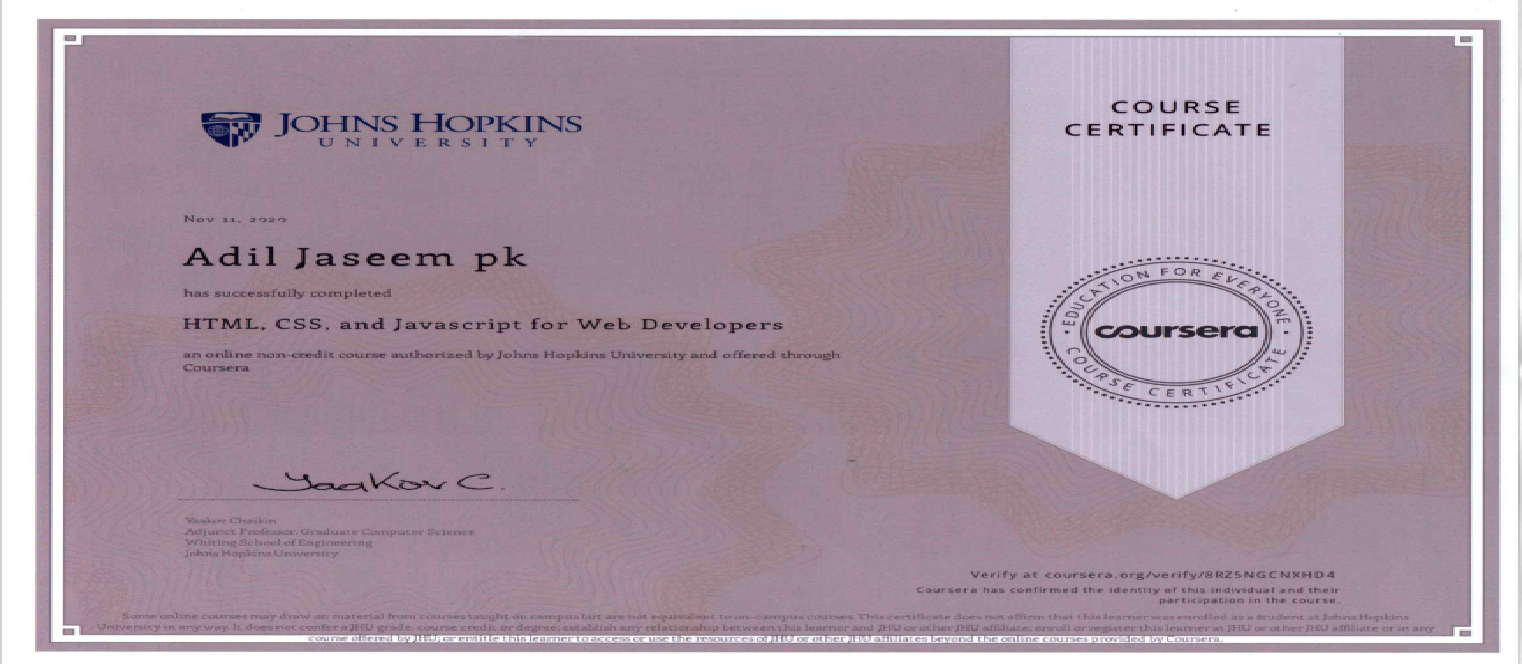 JOHNS HOPKINS
UNIVERSITY
COURSE
CERTIFICATE
Nov 11, 2020
Adil Jaseem pk
has successfully completed
HTML, CSS, and Javascript for Web Developers
an online non-credit course authorized by Johns Hopkins University and offered through
Coursera
EDUCATION FOR EVERYONE
coursera
COURSE CERTIFICATE
Yaakov C.
Yaakov Chaikin
Adjunct Professor, Graduate Computer Science
Whiting School of Engineering
Johns Hopkins University
Verify at coursera.org/verify/8RZ5NGCNXHD4
Coursera has confirmed the identity of this individual and their
participation in the course.
Some online courses may draw on material from courses taught on campus but are not equivalent to on-campus courses. This certificate does not affirm that this learner was enrolled as a student at Johns Hopkins
University in any way. It does not confer a JHU grade, course credit or degree; establish any relationship between this learner and JHU or other JHU affiliate; enroll or register this learner at JHU or other JHU affiliate or in any
course offered by JHU; or entitle this learner to access or use the resources of JHU or other JHU affiliates beyond the online courses provided by Coursera.